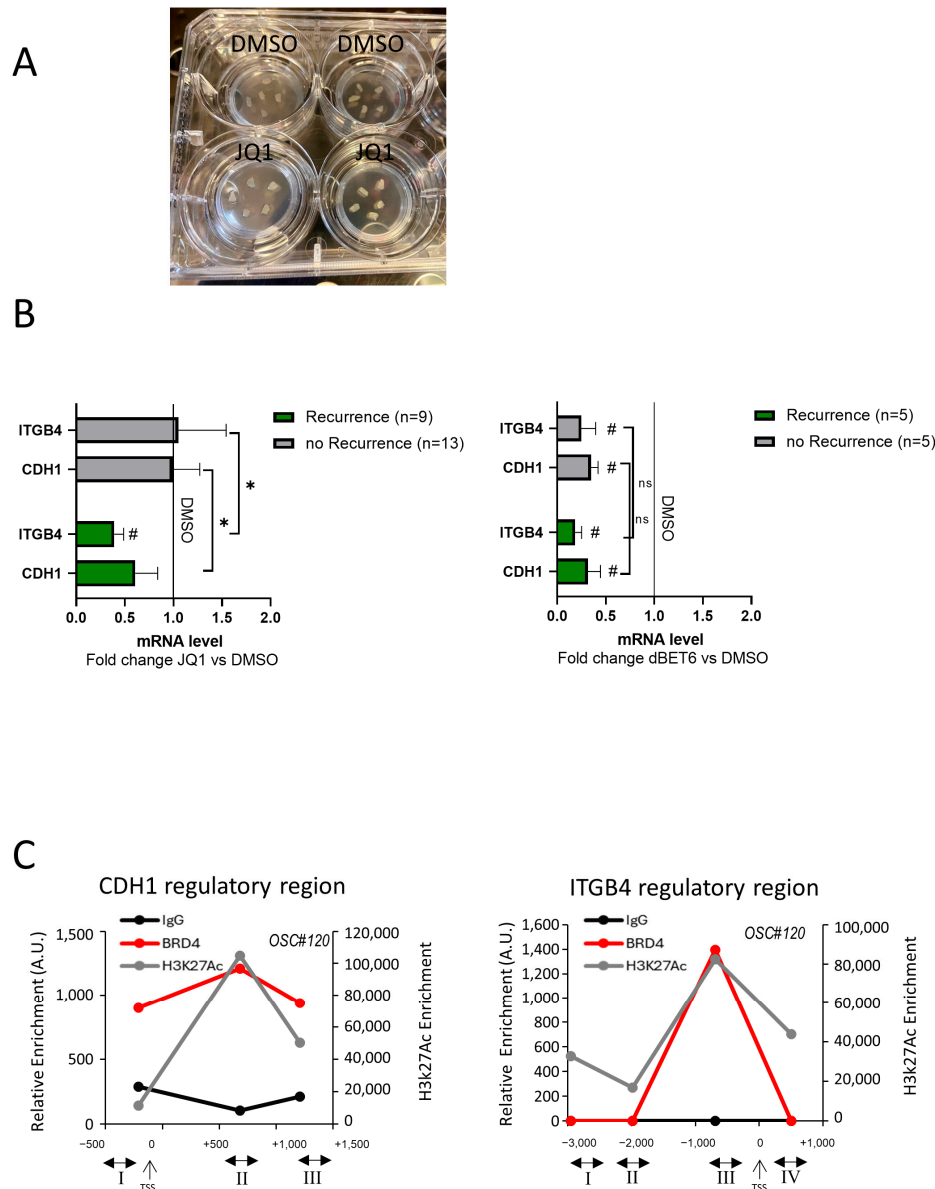 A
DMSO DMSO
JQ1 JQ1
B
ITGB4
CDH1
ITGB4
CDH1
#
*
*
DMSO
Recurrence (n=9)
no Recurrence (n=13)
0.0 0.5 1.0 1.5 2.0
mRNA level
Fold change JQ1 vs DMSO
ITGB4
CDH1
ITGB4
CDH1
#
#
#
#
ns
ns
DMSO
Recurrence (n=5)
no Recurrence (n=5)
0.0 0.5 1.0 1.5 2.0
mRNA level
Fold change dBET6 vs DMSO
C
CDH1 regulatory region
IgG
BRD4
H3K27Ac
OSC#120
Relative Enrichment (A.U.)
1,500
1,000
500
0
120,000
100,000
80,000
60,000
40,000
20,000
0
H3k27Ac Enrichment
−500 0 +500 +1,000 +1,500
I II III
TSS
ITGB4 regulatory region
IgG
BRD4
H3K27Ac
OSC#120
Relative Enrichment (A.U.)
1,600
1,400
1,200
1,000
800
600
400
200
0
100,000
80,000
60,000
40,000
20,000
0
H3k27Ac Enrichment
−3,000 −2,000 −1,000 0 +1,000
I II III IV
TSS